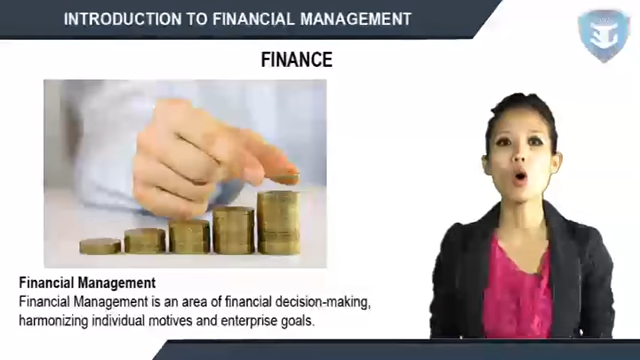 INTRODUCTION TO FINANCIAL MANAGEMENT
FINANCE
Financial Management
Financial Management is an area of financial decision-making,
harmonizing individual motives and enterprise goals.